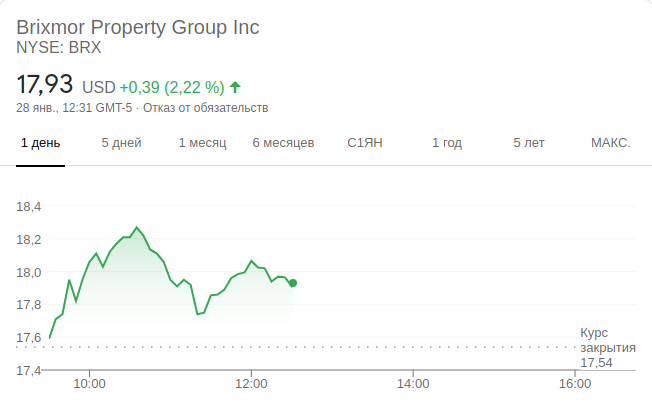 Brixmor Property Group Inc
NYSE: BRX
17,93 USD +0,39 (2,22 %)
28 янв., 12:31 GMT-5 · Отказ от обязательств
1 день 5 дней 1 месяц 6 месяцев С1ЯН 1 год 5 лет МАКС.
18,4
18,2
18,0
17,8
17,6
Курс
закрытия
17,54
17,4
10:00 12:00 14:00 16:00